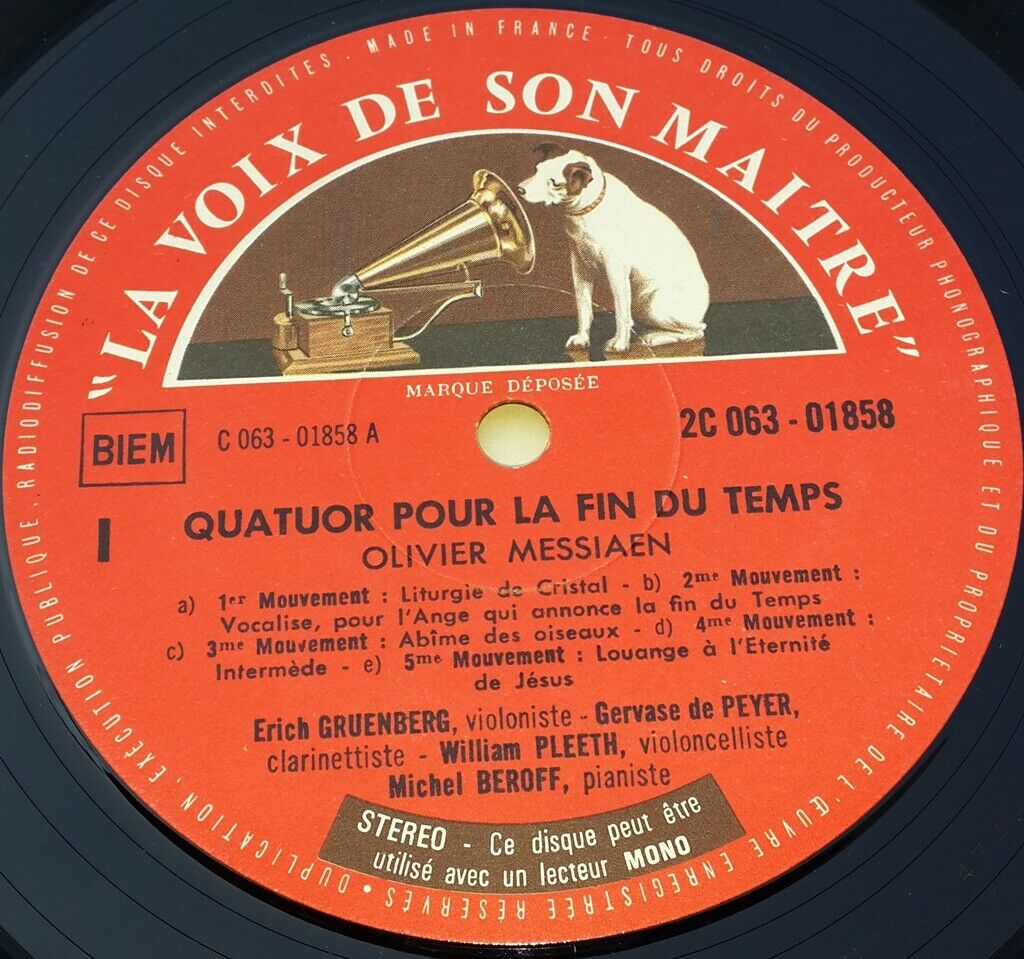 DUPLICATION, EXÉCUTION PUBLIQUE, RADIODIFFUSION DE CE DISQUE INTERDITES. MADE IN FRANCE · TOUS DROITS DU PRODUCTEUR PHONOGRAPHIQUE ET DU PROPRIÉTAIRE DE L'ŒUVRE ENREGISTRÉE RÉSERVÉS •
"LA VOIX DE SON MAITRE"
MARQUE DÉPOSÉE
BIEM
C 063 - 01858 A
2C 063 - 01858
I
QUATUOR POUR LA FIN DU TEMPS
OLIVIER MESSIAEN
a) 1er Mouvement : Liturgie de Cristal - b) 2me Mouvement :
Vocalise, pour l'Ange qui annonce la fin du Temps
c) 3me Mouvement : Abîme des oiseaux - d) 4me Mouvement :
Intermède - e) 5me Mouvement : Louange à l'Eternité
de Jésus
Erich GRUENBERG, violoniste - Gervase de PEYER,
clarinettiste - William PLEETH, violoncelliste
Michel BEROFF, pianiste
STEREO - Ce disque peut être
utilisé avec un lecteur MONO